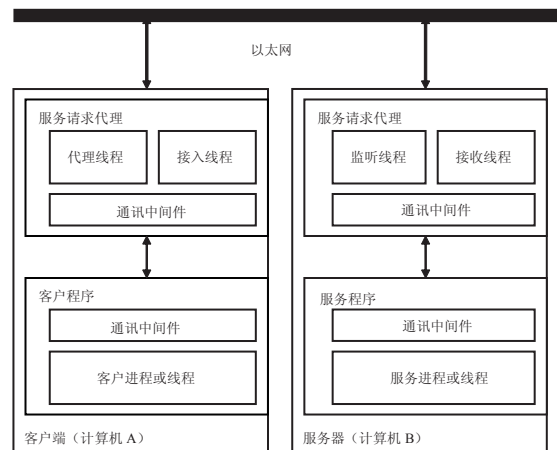 以太网
服务请求代理
代理线程
接入线程
通讯中间件
客户程序
通讯中间件
客户进程或线程
客户端（计算机 A）
服务请求代理
监听线程
接收线程
通讯中间件
服务程序
通讯中间件
服务进程或线程
服务器（计算机 B）